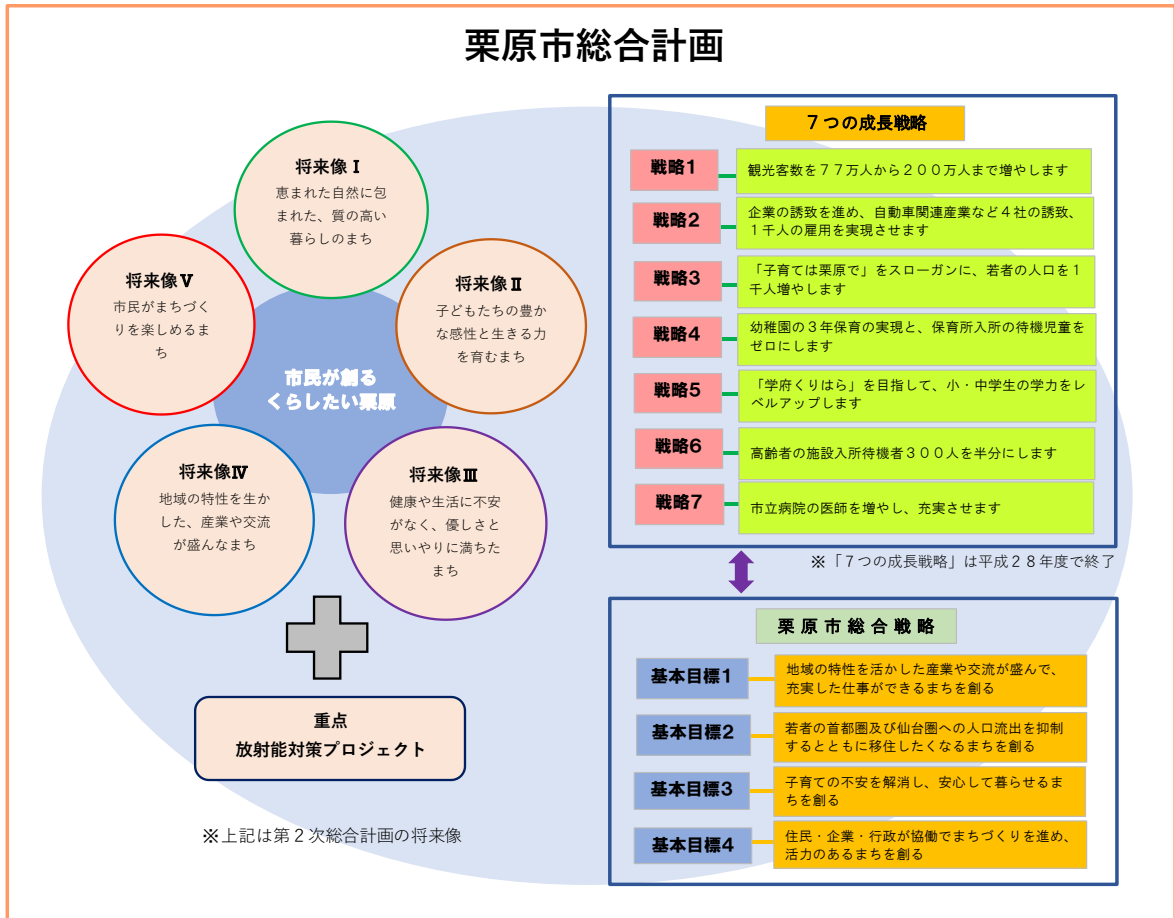 栗原市総合計画
将来像Ⅰ
恵まれた自然に包
まれた、質の高い
暮らしのまち
将来像Ⅱ
子どもたちの豊か
な感性と生きる力
を育むまち
将来像Ⅲ
健康や生活に不安
がなく、優しさと
思いやりに満ちた
まち
将来像Ⅳ
地域の特性を生か
した、産業や交流
が盛んなまち
将来像Ⅴ
市民がまちづく
りを楽しめるま
ち
市民が創る
くらしたい栗原
重点
放射能対策プロジェクト
※上記は第2次総合計画の将来像
7つの成長戦略
戦略1
観光客数を77万人から200万人まで増やします
戦略2
企業の誘致を進め、自動車関連産業など4社の誘致、
1千人の雇用を実現させます
戦略3
「子育ては栗原で」をスローガンに、若者の人口を1
千人増やします
戦略4
幼稚園の3年保育の実現と、保育所入所の待機児童を
ゼロにします
戦略5
「学府くりはら」を目指して、小・中学生の学力をレ
ベルアップします
戦略6
高齢者の施設入所待機者300人を半分にします
戦略7
市立病院の医師を増やし、充実させます
※「7つの成長戦略」は平成28年度で終了
栗原市総合戦略
基本目標1
地域の特性を活かした産業や交流が盛んで、
充実した仕事ができるまちを創る
基本目標2
若者の首都圏及び仙台圏への人口流出を抑制
するとともに移住したくなるまちを創る
基本目標3
子育ての不安を解消し、安心して暮らせるま
ちを創る
基本目標4
住民・企業・行政が協働でまちづくりを進め、
活力のあるまちを創る